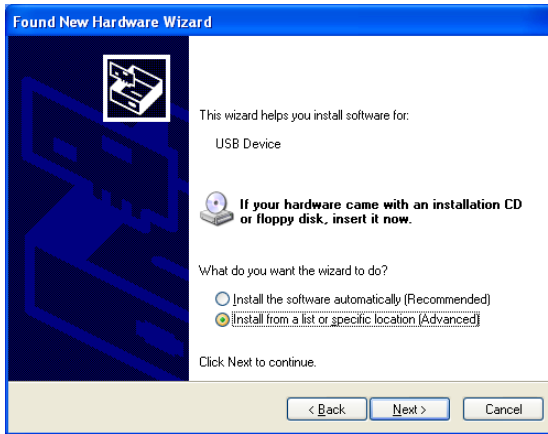 Found New Hardware Wizard
This wizard helps you install software for:
USB Device
If your hardware came with an installation CD
or floppy disk, insert it now.
What do you want the wizard to do?
Install the software automatically (Recommended)
Install from a list or specific location (Advanced)
Click Next to continue.
< Back
Next >
Cancel